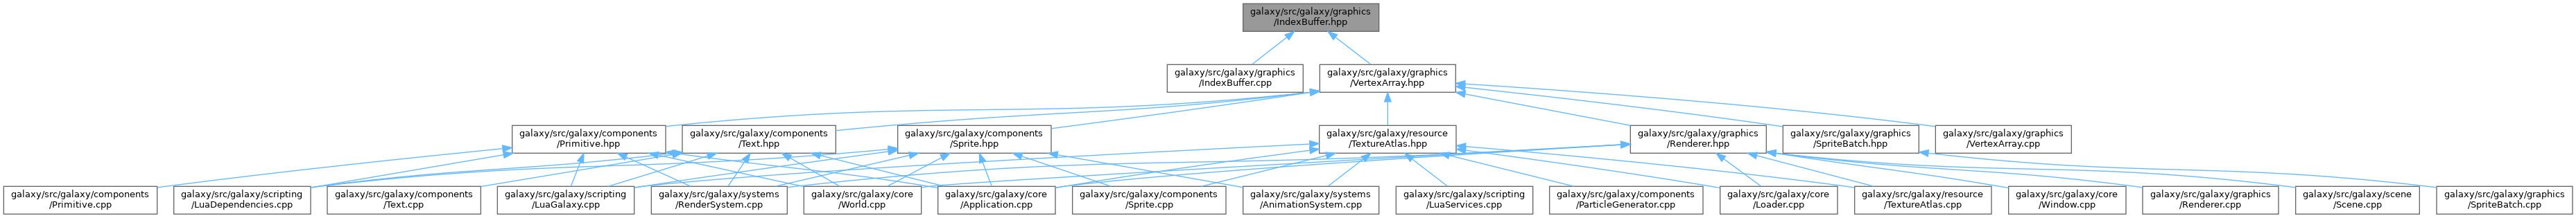 galaxy/src/galaxy/graphics
/IndexBuffer.hpp
galaxy/src/galaxy/graphics
/IndexBuffer.cpp
galaxy/src/galaxy/graphics
/VertexArray.hpp
galaxy/src/galaxy/components
/Primitive.hpp
galaxy/src/galaxy/components
/Text.hpp
galaxy/src/galaxy/components
/Sprite.hpp
galaxy/src/galaxy/resource
/TextureAtlas.hpp
galaxy/src/galaxy/graphics
/Renderer.hpp
galaxy/src/galaxy/graphics
/SpriteBatch.hpp
galaxy/src/galaxy/graphics
/VertexArray.cpp
galaxy/src/galaxy/components
/Primitive.cpp
galaxy/src/galaxy/scripting
/LuaDependencies.cpp
galaxy/src/galaxy/components
/Text.cpp
galaxy/src/galaxy/scripting
/LuaGalaxy.cpp
galaxy/src/galaxy/systems
/RenderSystem.cpp
galaxy/src/galaxy/core
/World.cpp
galaxy/src/galaxy/core
/Application.cpp
galaxy/src/galaxy/components
/Sprite.cpp
galaxy/src/galaxy/systems
/AnimationSystem.cpp
galaxy/src/galaxy/scripting
/LuaServices.cpp
galaxy/src/galaxy/components
/ParticleGenerator.cpp
galaxy/src/galaxy/core
/Loader.cpp
galaxy/src/galaxy/resource
/TextureAtlas.cpp
galaxy/src/galaxy/core
/Window.cpp
galaxy/src/galaxy/graphics
/Renderer.cpp
galaxy/src/galaxy/scene
/Scene.cpp
galaxy/src/galaxy/graphics
/SpriteBatch.cpp